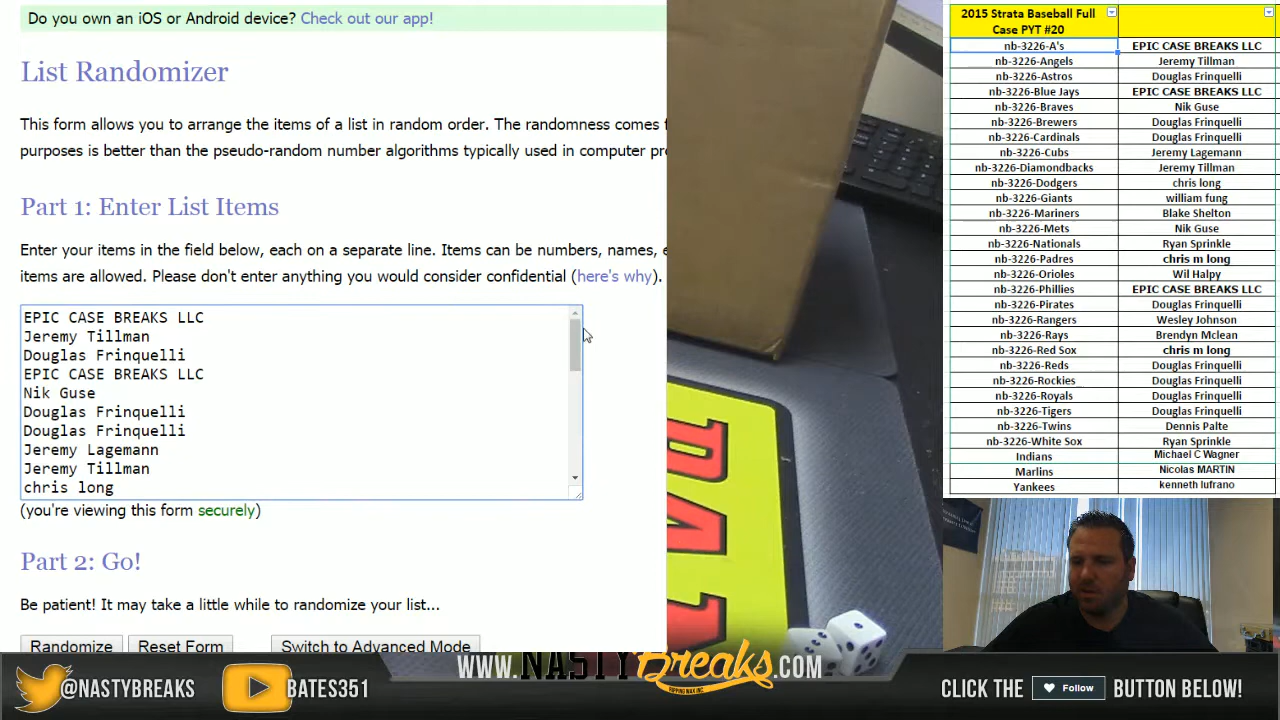 Do you own an iOS or Android device? Check out our app!
List Randomizer
This form allows you to arrange the items of a list in random order. The randomness comes
purposes is better than the pseudo-random number algorithms typically used in computer
Part 1: Enter List Items
Enter your items in the field below, each on a separate line. Items can be numbers, names,
items are allowed. Please don't enter anything you would consider confidential (here's why).
EPIC CASE BREAKS LLC
Jeremy Tillman
Douglas Frinquelli
EPIC CASE BREAKS LLC
Nik Guse
Douglas Frinquelli
Douglas Frinquelli
Jeremy Lagemann
Jeremy Tillman
chris long
(you're viewing this form securely)
Part 2: Go!
Be patient! It may take a little while to randomize your list...
Randomize Reset Form Switch to Advanced Mode
2015 Strata Baseball Full
Case PYT #20
nb-3226-A's EPIC CASE BREAKS LLC
nb-3226-Angels Jeremy Tillman
nb-3226-Astros Douglas Frinquelli
nb-3226-Blue Jays EPIC CASE BREAKS LLC
nb-3226-Braves Nik Guse
nb-3226-Brewers Douglas Frinquelli
nb-3226-Cardinals Douglas Frinquelli
nb-3226-Cubs Jeremy Lagemann
nb-3226-Diamondbacks Jeremy Tillman
nb-3226-Dodgers chris long
nb-3226-Giants william fung
nb-3226-Mariners Blake Shelton
nb-3226-Mets Nik Guse
nb-3226-Nationals Ryan Sprinkle
nb-3226-Padres chris m long
nb-3226-Orioles Wil Halpy
nb-3226-Phillies EPIC CASE BREAKS LLC
nb-3226-Pirates Douglas Frinquelli
nb-3226-Rangers Wesley Johnson
nb-3226-Rays Brendyn Mclean
nb-3226-Red Sox chris m long
nb-3226-Reds Douglas Frinquelli
nb-3226-Rockies Douglas Frinquelli
nb-3226-Royals Douglas Frinquelli
nb-3226-Tigers Douglas Frinquelli
nb-3226-Twins Dennis Palte
nb-3226-White Sox Ryan Sprinkle
Indians Michael C Wagner
Marlins Nicolas MARTIN
Yankees kenneth lufrano
@NASTYBREAKS
BATES351
WWW.NASTYBreaks.COM
RIPPING WAX INC.
CLICK THE Follow BUTTON BELOW!